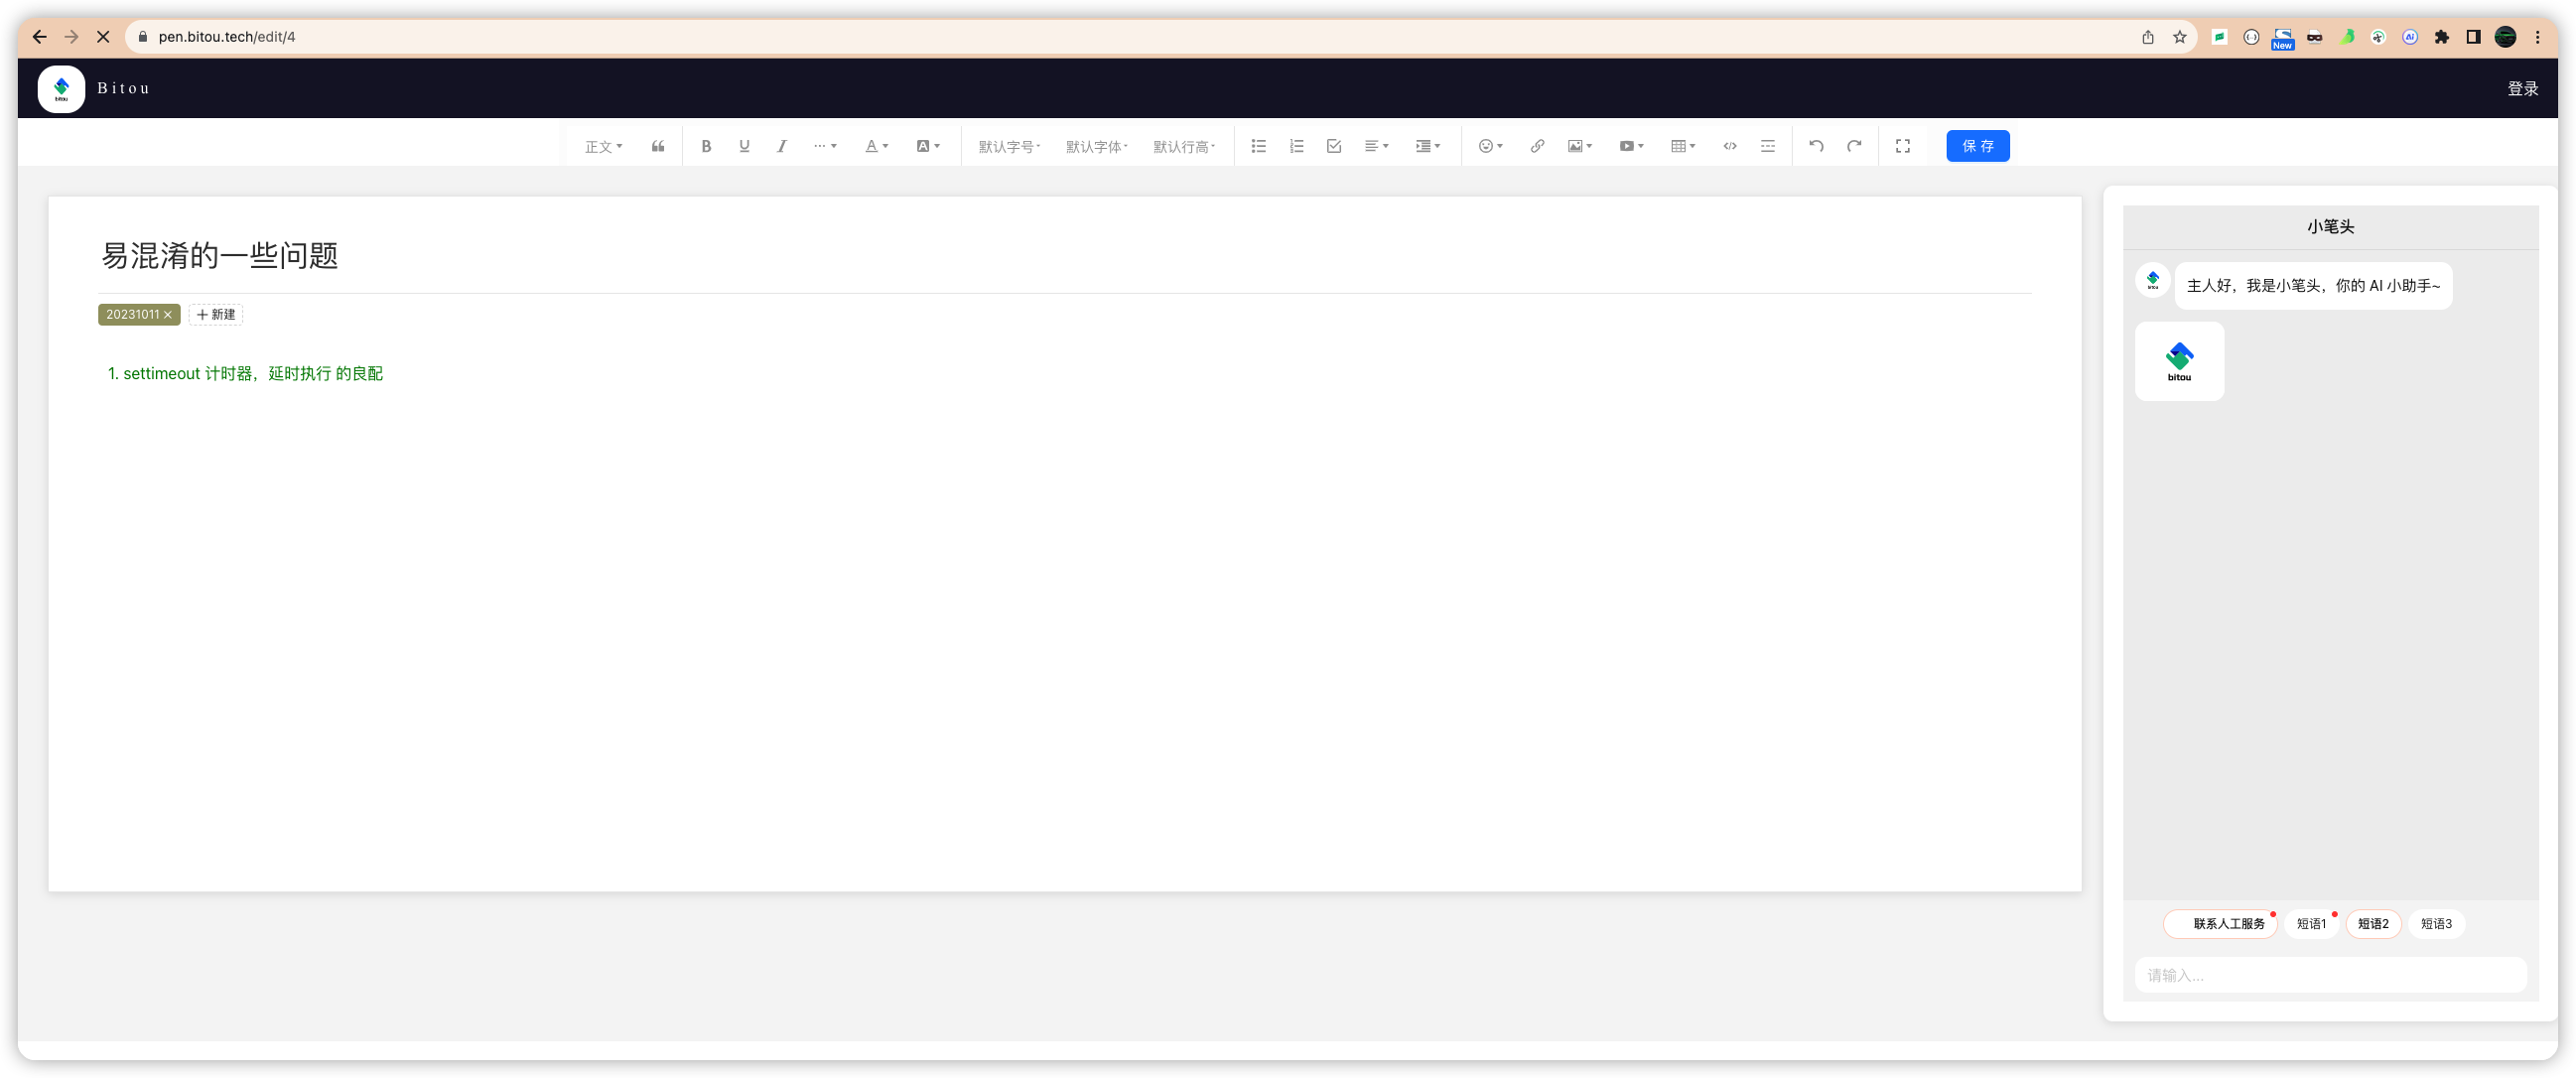 pen.bitou.tech/edit/4
New
bitou
Bitou
登录
正文
B U I A A
默认字号
默认字体
默认行高
保 存
易混淆的一些问题
20231011 ×
+ 新建
1. settimeout 计时器，延时执行 的良配
小笔头
bitou
主人好，我是小笔头，你的 AI 小助手~
bitou
联系人工服务
短语1
短语2
短语3
请输入...